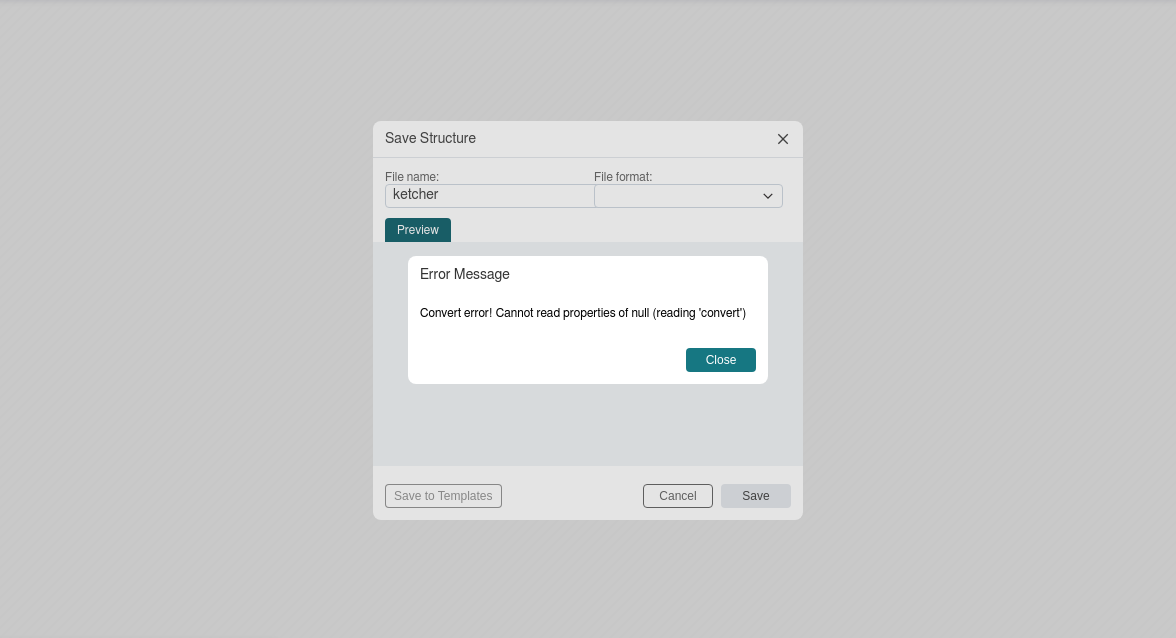 Save Structure
File name:
File format:
ketcher
Preview
Error Message
Convert error! Cannot read properties of null (reading 'convert')
Close
Save to Templates
Cancel
Save